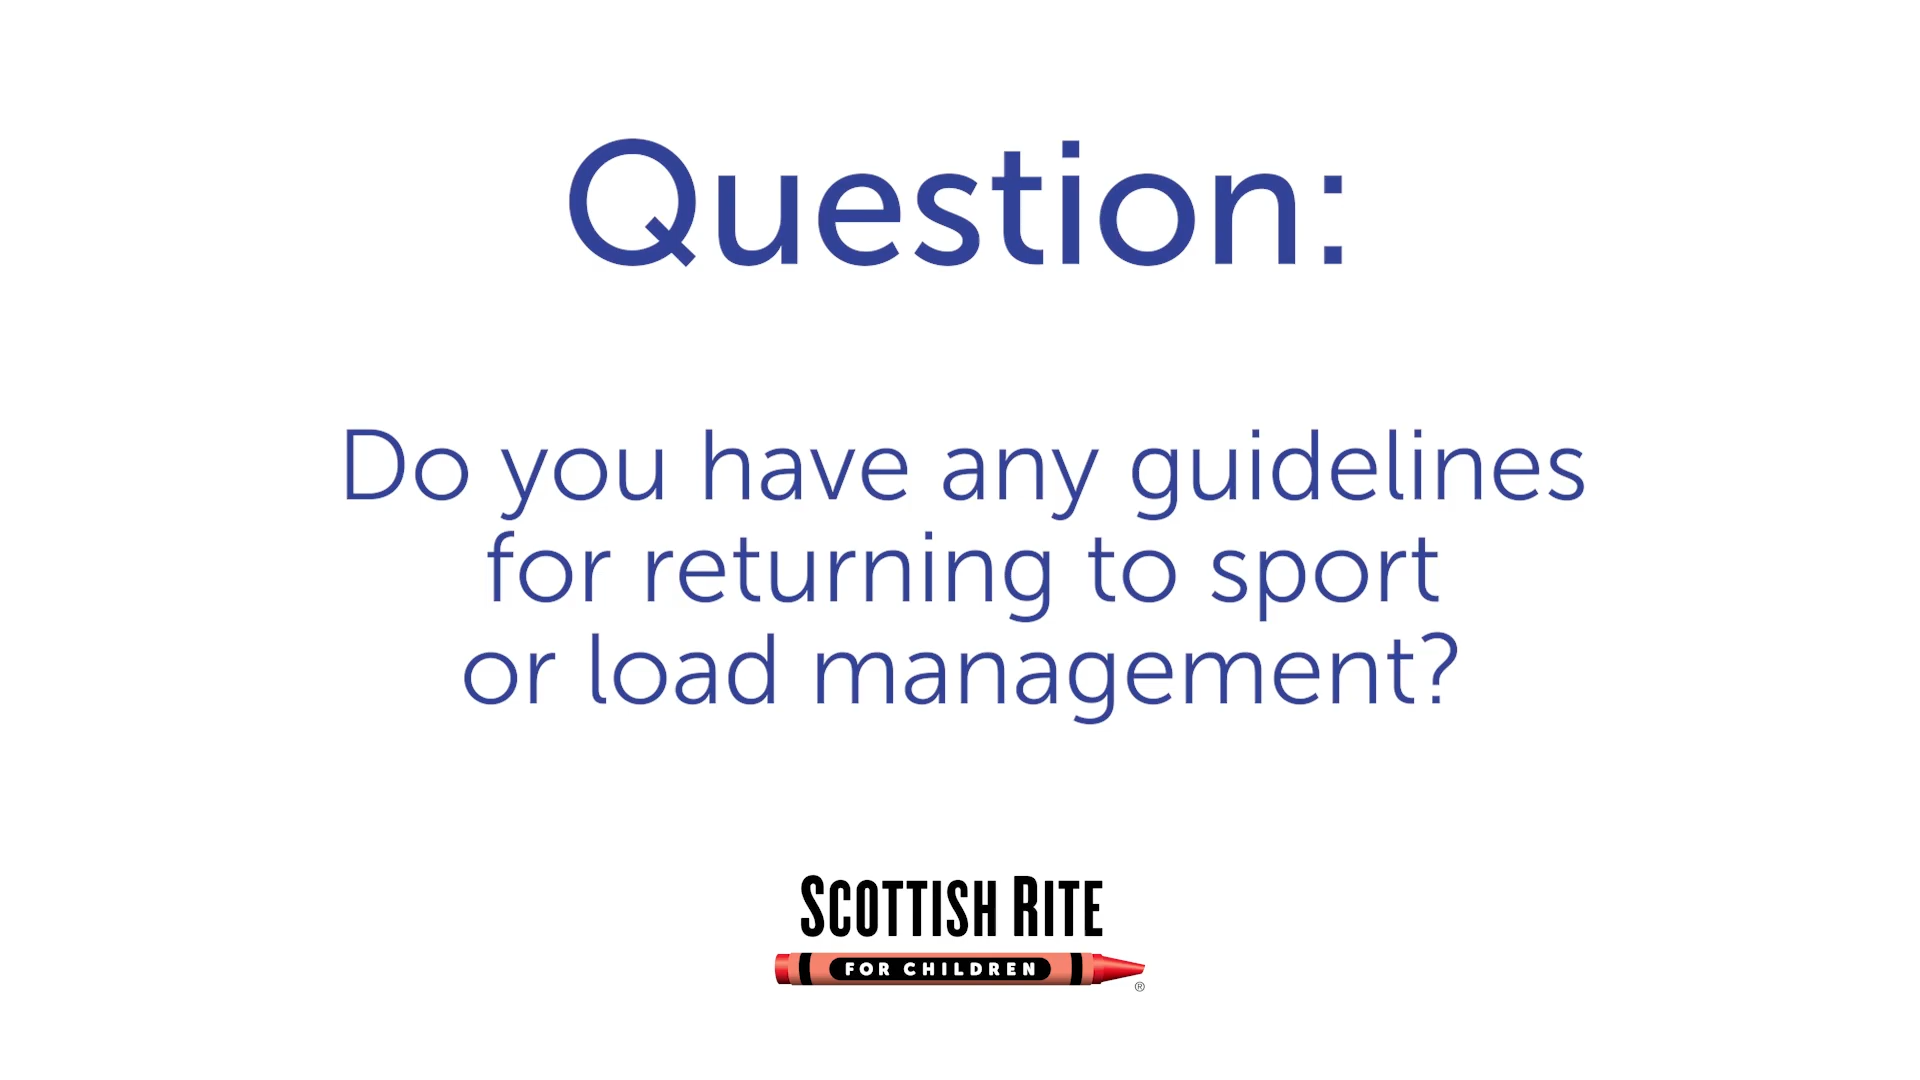 Question:
Do you have any guidelines
for returning to sport
or load management?
SCOTTISH RITE
FOR CHILDREN
®